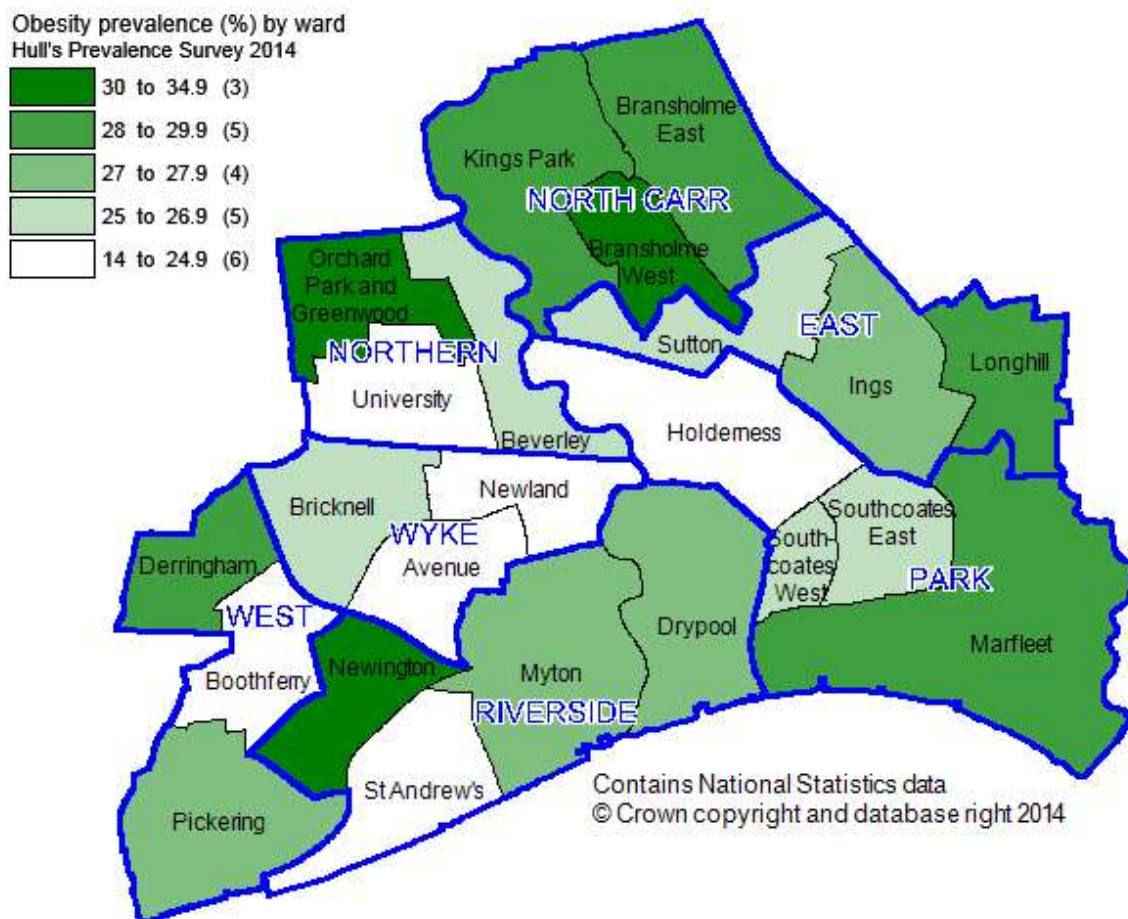 Obesity prevalence (%) by ward
Hull's Prevalence Survey 2014
30 to 34.9 (3)
28 to 29.9 (5)
27 to 27.9 (4)
25 to 26.9 (5)
14 to 24.9 (6)
Bransholme
East
Kings Park
NORTH CARR
Bransholme
West
Orchard
Park and
Greenwood
NORTHERN
University
Beverley
Sutton
EAST
Ings
Longhill
Holderness
Bricknell
Newland
WYKE
Avenue
Southcoates
East
South-
coates
West
PARK
Marfleet
Derringham
WEST
Boothferry
Newington
Myton
Drypool
RIVERSIDE
St Andrew's
Pickering
Contains National Statistics data
© Crown copyright and database right 2014